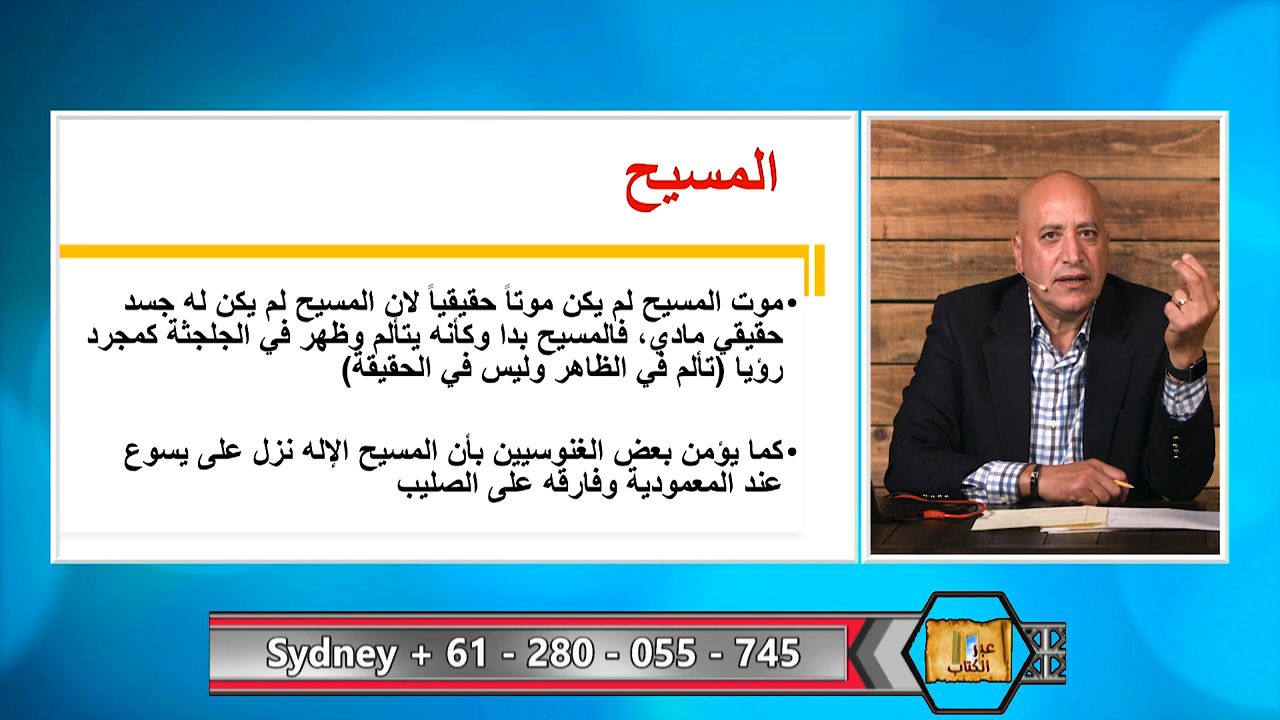 المسيح
•موت المسيح لم يكن موتاً حقيقياً لان المسيح لم يكن له جسد
حقيقي مادي، فالمسيح بدا وكأنه يتألم وظهر في الجلجثة كمجرد
رؤيا (تألم في الظاهر وليس في الحقيقة)
•كما يؤمن بعض الغنوسيين بأن المسيح الإله نزل على يسوع
عند المعمودية وفارقه على الصليب
Sydney + 61 - 280 - 055 - 745
عبر
الكتاب